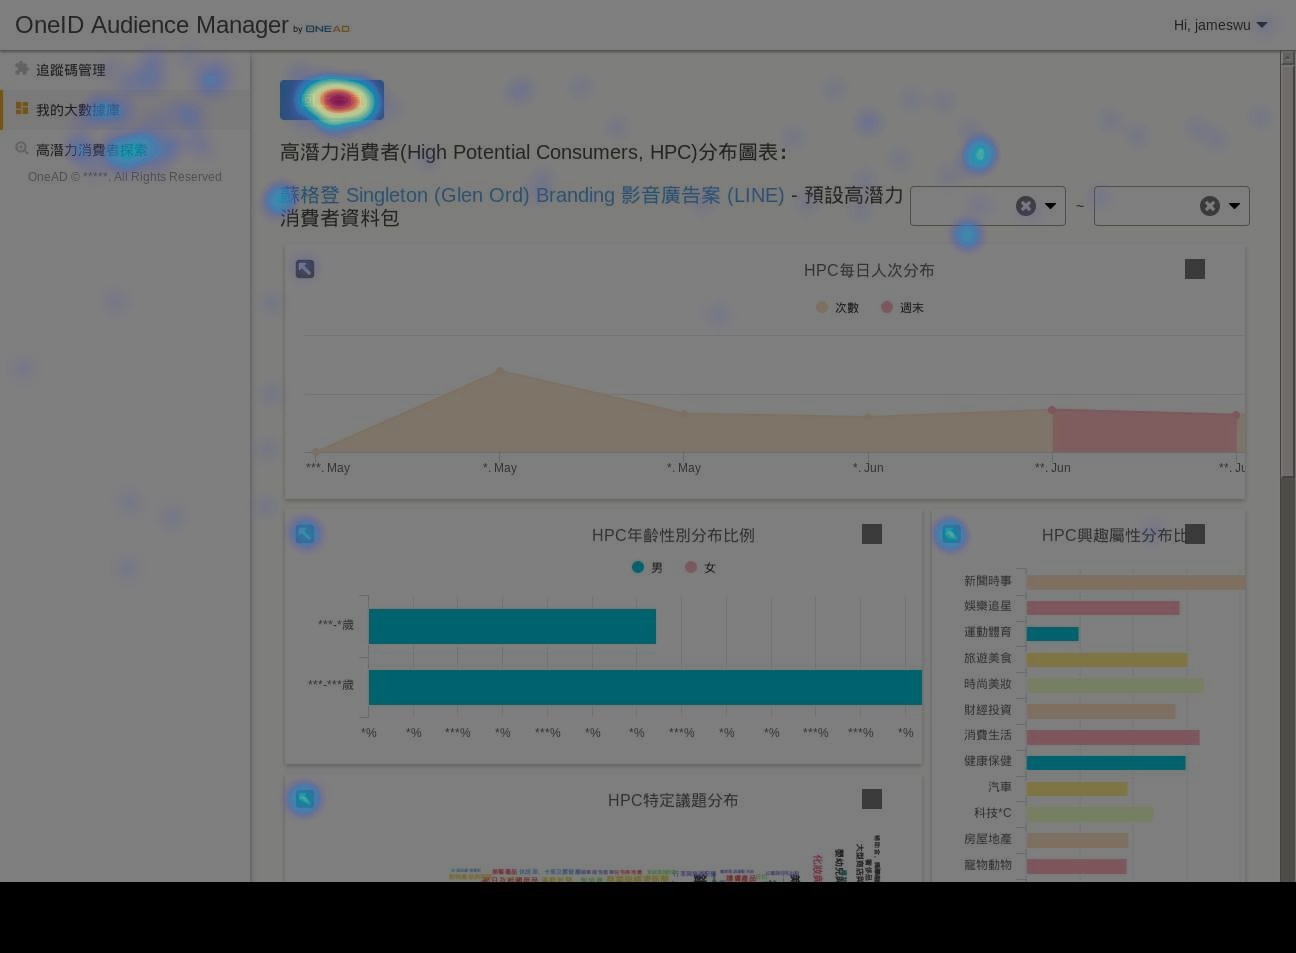 OneID Audience Manager by ONEAD
Hi, jameswu
追蹤碼管理
我的大數據庫
高潛力消費者探索
OneAD © *****. All Rights Reserved
高潛力消費者(High Potential Consumers, HPC)分布圖表:
蘇格登 Singleton (Glen Ord) Branding 影音廣告案 (LINE) - 預設高潛力
消費者資料包
~
HPC每日人次分布
次數 週末
***. May *. May *. May *. Jun **. Jun **. Ju
HPC年齡性別分布比例
男 女
***-*歲
***-***歲
*% *% ***% *% ***% *% *% ***% *% *% ***% ***% *%
HPC興趣屬性分布比
新聞時事
娛樂追星
運動體育
旅遊美食
時尚美妝
財經投資
消費生活
健康保健
汽車
科技*C
房屋地產
寵物動物
HPC特定議題分布